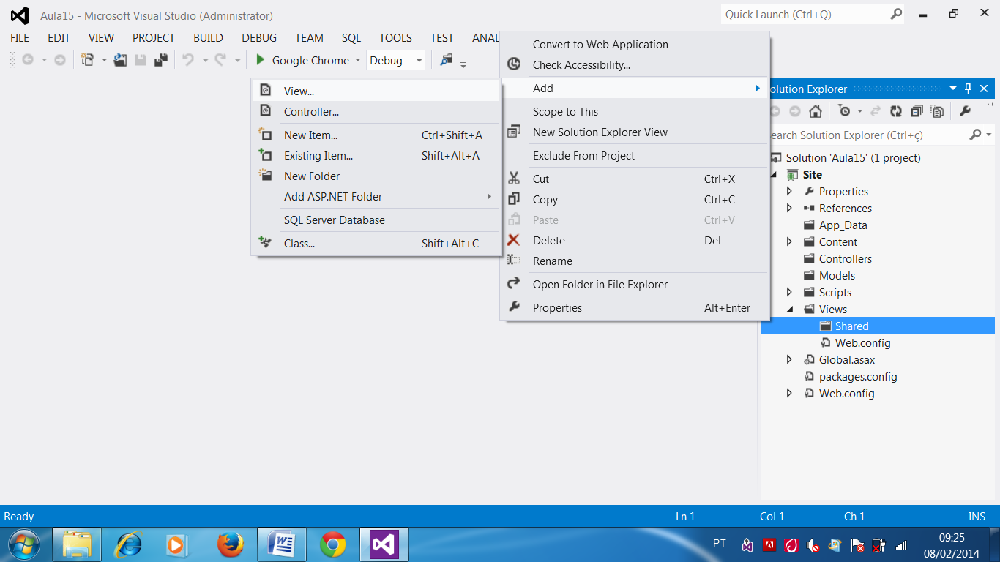 Aula15 - Microsoft Visual Studio (Administrator)
Quick Launch (Ctrl+Q)
FILE EDIT VIEW PROJECT BUILD DEBUG TEAM SQL TOOLS TEST ANAL
Google Chrome Debug
View...
Controller...
New Item... Ctrl+Shift+A
Existing Item... Shift+Alt+A
New Folder
Add ASP.NET Folder
SQL Server Database
Class... Shift+Alt+C
Convert to Web Application
Check Accessibility...
Add
Scope to This
New Solution Explorer View
Exclude From Project
Cut Ctrl+X
Copy Ctrl+C
Paste Ctrl+V
Delete Del
Rename
Open Folder in File Explorer
Properties Alt+Enter
olution Explorer
earch Solution Explorer (Ctrl+ç)
Solution 'Aula15' (1 project)
Site
Properties
References
App_Data
Content
Controllers
Models
Scripts
Views
Shared
Web.config
Global.asax
packages.config
Web.config
Ready Ln 1 Col 1 Ch 1 INS
PT
09:25
08/02/2014